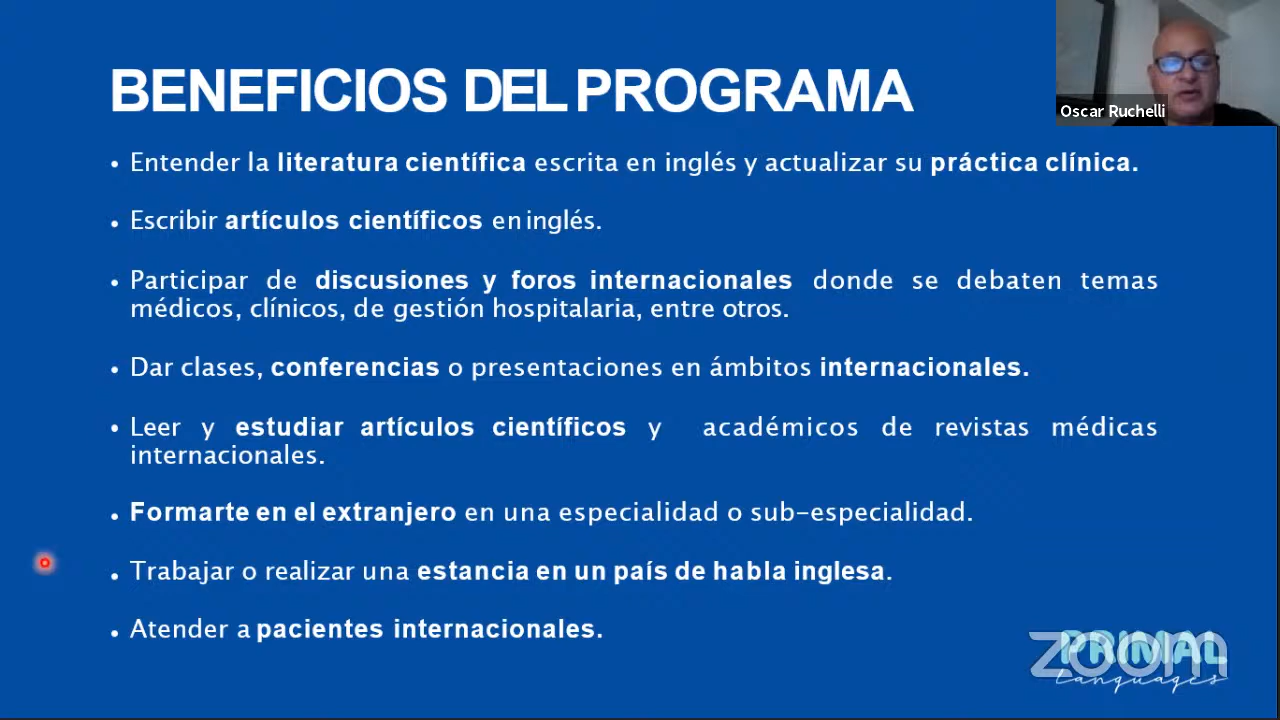 BENEFICIOS DEL PROGRAMA
Oscar Ruchelli
• Entender la literatura científica escrita en inglés y actualizar su práctica clínica.
• Escribir artículos científicos en inglés.
• Participar de discusiones y foros internacionales donde se debaten temas
médicos, clínicos, de gestión hospitalaria, entre otros.
• Dar clases, conferencias o presentaciones en ámbitos internacionales.
• Leer y estudiar artículos científicos y académicos de revistas médicas
internacionales.
• Formarte en el extranjero en una especialidad o sub-especialidad.
• Trabajar o realizar una estancia en un país de habla inglesa.
• Atender a pacientes internacionales.
PRIMAL
zoom
Languages